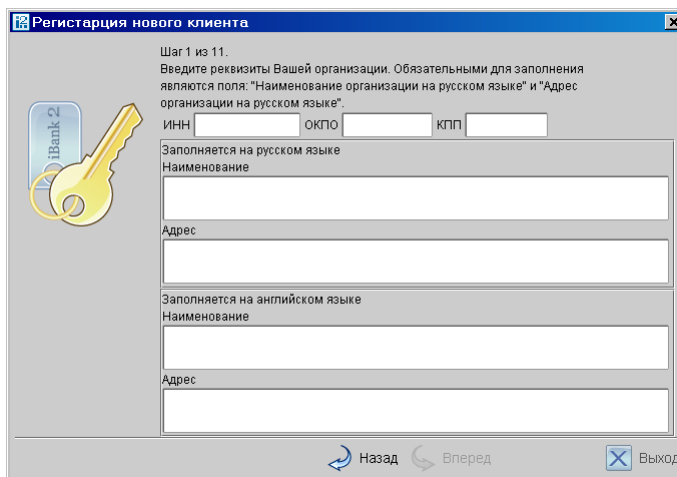 Регистарция нового клиента
Шаг 1 из 11.
Введите реквизиты Вашей организации. Обязательными для заполнения
являются поля: "Наименование организации на русском языке" и "Адрес
организации на русском языке".
iBank 2
ИНН ОКПО КПП
Заполняется на русском языке
Наименование
Адрес
Заполняется на английском языке
Наименование
Адрес
Назад Вперед Выход